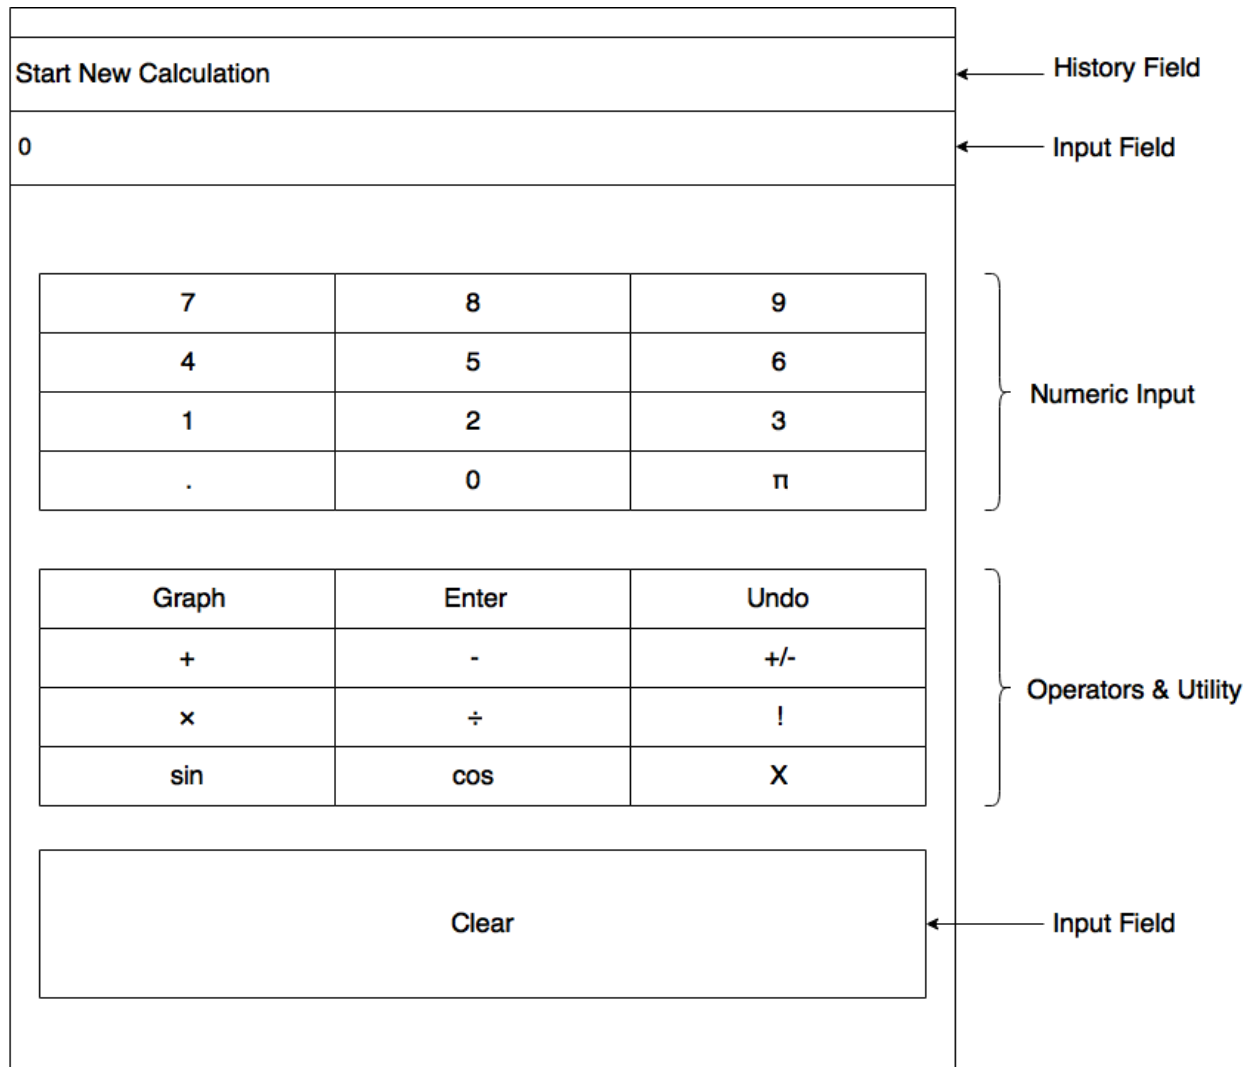 Start New Calculation
History Field
0
Input Field
7 8 9
4 5 6
Numeric Input
1 2 3
. 0 π
Graph Enter Undo
+ - +/-
Operators & Utility
× ÷ !
sin cos X
Clear
Input Field